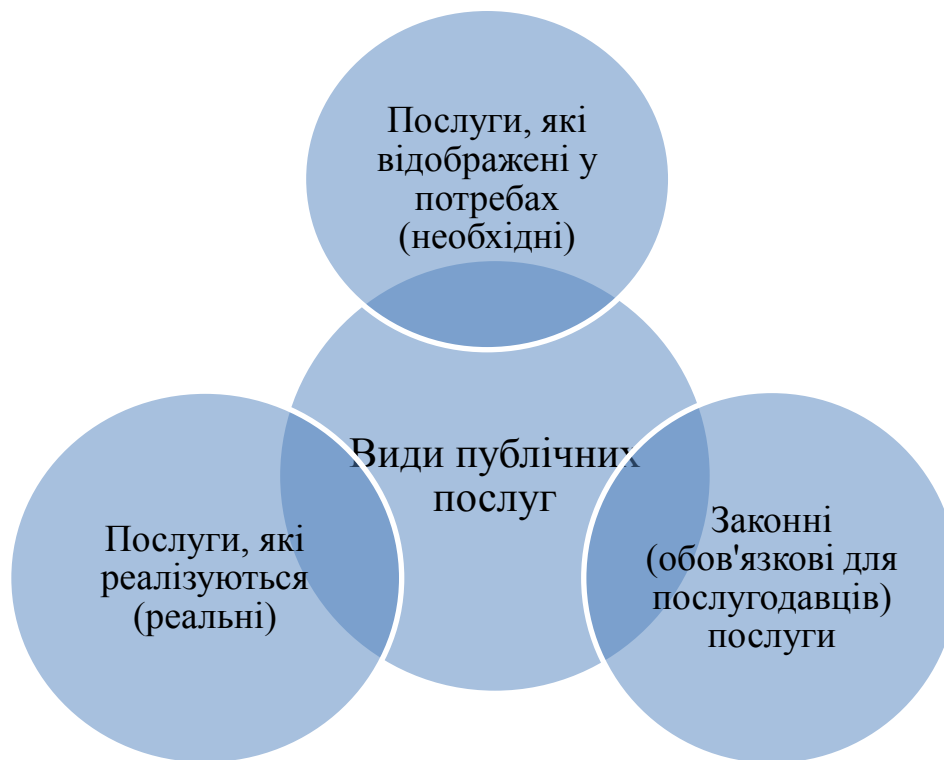 Послуги, які
відображені у
потребах
(необхідні)
Види публічних
послуг
Послуги, які
реалізуються
(реальні)
Законні
(обов'язкові для
послугодавців)
послуги